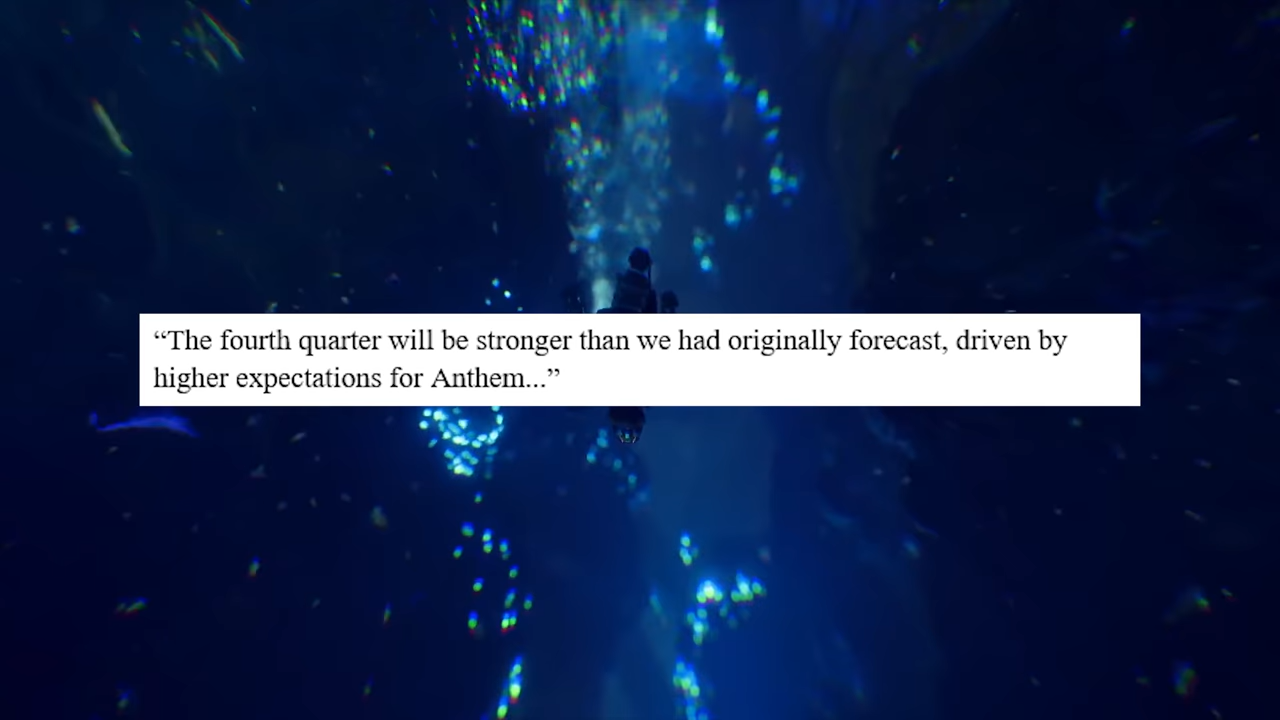 “The fourth quarter will be stronger than we had originally forecast, driven by
higher expectations for Anthem...”